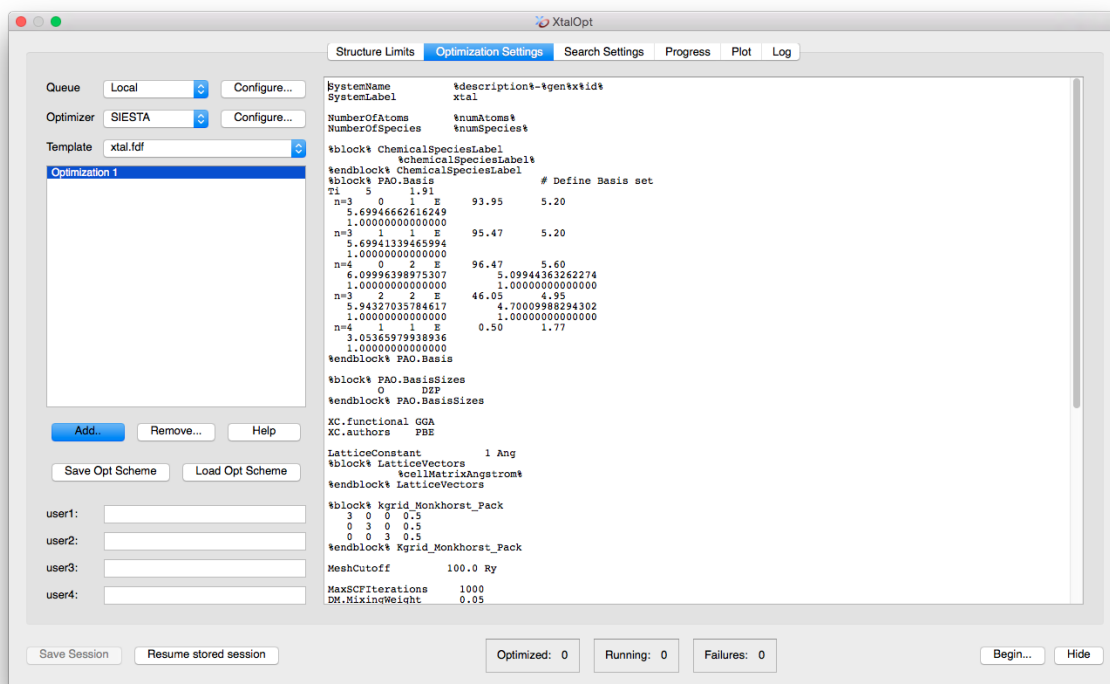 XtalOpt
Structure Limits
Optimization Settings
Search Settings
Progress
Plot
Log
Queue
Local
Configure...
Optimizer
SIESTA
Configure...
Template
xtal.fdf
Optimization 1
Add..
Remove...
Help
Save Opt Scheme
Load Opt Scheme
user1:
user2:
user3:
user4:
SystemName %description%-%gen%x%id%
SystemLabel xtal
NumberOfAtoms %numAtoms%
NumberOfSpecies %numSpecies%
%block% ChemicalSpeciesLabel
%chemicalSpeciesLabel%
%endblock% ChemicalSpeciesLabel
%block% PAO.Basis # Define Basis set
Ti 5 1.91
n=3 0 1 E 93.95 5.20
5.69946662616249
1.00000000000000
n=3 1 1 E 95.47 5.20
5.69941339465994
1.00000000000000
n=4 0 2 E 96.47 5.60
6.09996398975307 5.09944363262274
1.00000000000000 1.00000000000000
n=3 2 2 E 46.05 4.95
5.94327035784617 4.70009988294302
1.00000000000000 1.00000000000000
n=4 1 1 E 0.50 1.77
3.05365979938936
1.00000000000000
%endblock% PAO.Basis
%block% PAO.BasisSizes
O DZP
%endblock% PAO.BasisSizes
XC.functional GGA
XC.authors PBE
LatticeConstant 1 Ang
%block% LatticeVectors
%cellMatrixAngstrom%
%endblock% LatticeVectors
%block% kgrid_Monkhorst_Pack
3 0 0 0.5
0 3 0 0.5
0 0 3 0.5
%endblock% Kgrid_Monkhorst_Pack
MeshCutoff 100.0 Ry
MaxSCFIterations 1000
DM.MixingWeight 0.05
Save Session
Resume stored session
Optimized: 0
Running: 0
Failures: 0
Begin...
Hide